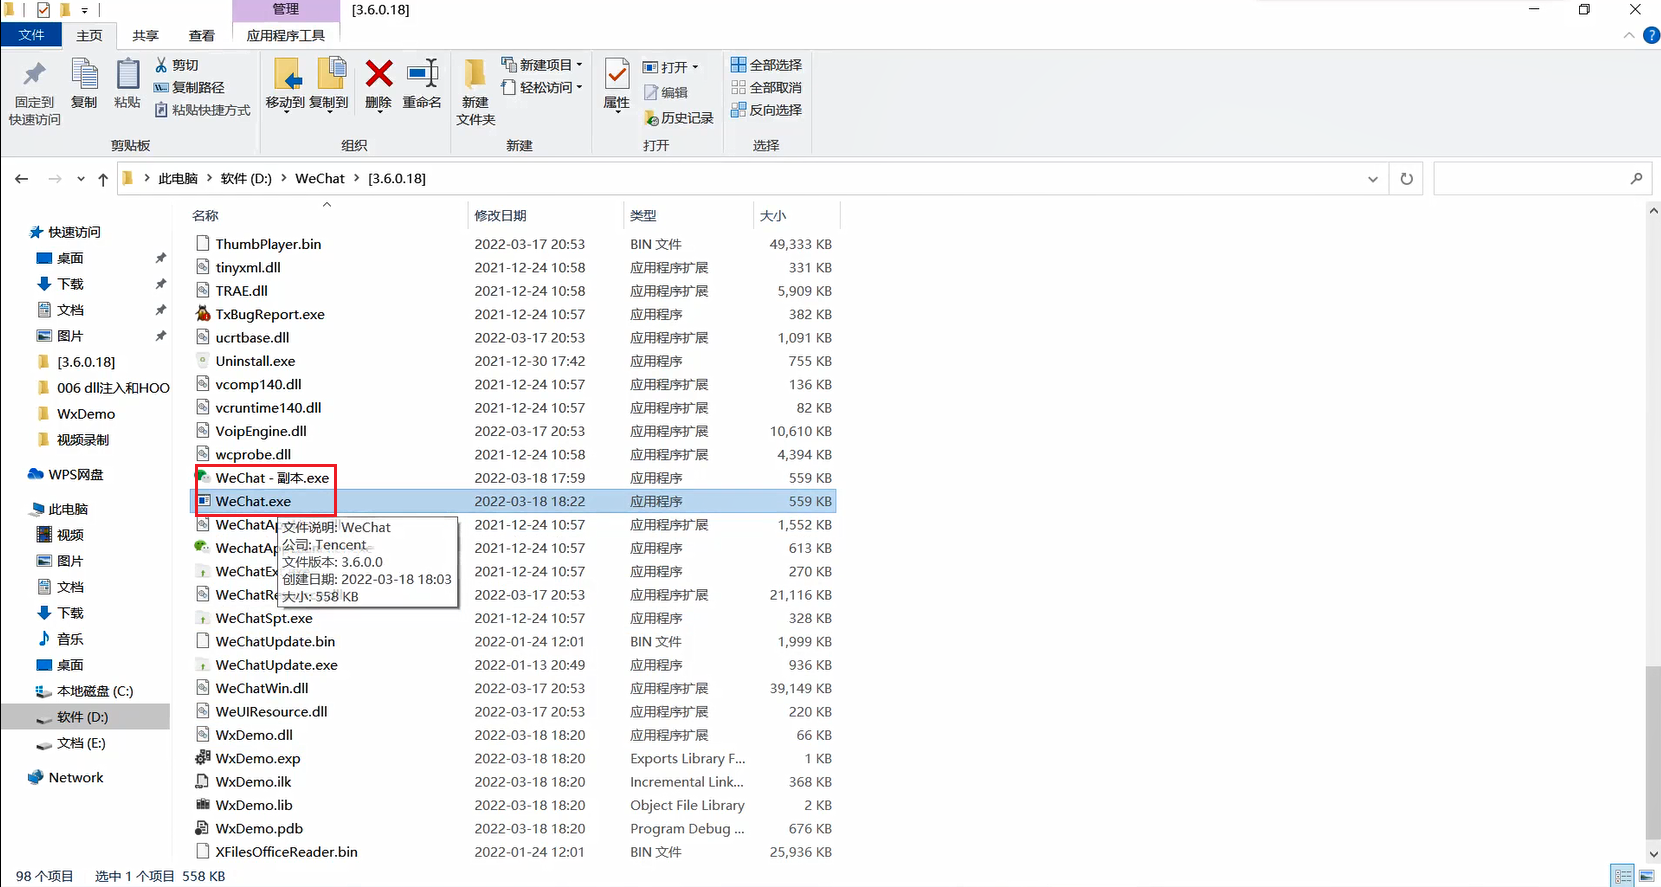 管理
[3.6.0.18]
文件
主页
共享
查看
应用程序工具
固定到
快速访问
复制
粘贴
剪切
复制路径
粘贴快捷方式
剪贴板
移动到
复制到
删除
重命名
组织
新建
文件夹
新建项目
轻松访问
新建
属性
打开
编辑
历史记录
打开
全部选择
全部取消
反向选择
选择
此电脑
软件 (D:)
WeChat
[3.6.0.18]
快速访问
桌面
下载
文档
图片
[3.6.0.18]
006 dll注入和HOO
WxDemo
视频录制
WPS网盘
此电脑
视频
图片
文档
下载
音乐
桌面
本地磁盘 (C:)
软件 (D:)
文档 (E:)
Network
名称 修改日期 类型 大小
ThumbPlayer.bin 2022-03-17 20:53 BIN 文件 49,333 KB
tinyxml.dll 2021-12-24 10:58 应用程序扩展 331 KB
TRAE.dll 2021-12-24 10:58 应用程序扩展 5,909 KB
TxBugReport.exe 2021-12-24 10:57 应用程序 382 KB
ucrtbase.dll 2022-03-17 20:53 应用程序扩展 1,091 KB
Uninstall.exe 2021-12-30 17:42 应用程序 755 KB
vcomp140.dll 2021-12-24 10:57 应用程序扩展 136 KB
vcruntime140.dll 2021-12-24 10:57 应用程序扩展 82 KB
VoipEngine.dll 2022-03-17 20:53 应用程序扩展 10,610 KB
wcprobe.dll 2021-12-24 10:58 应用程序扩展 4,394 KB
WeChat - 副本.exe 2022-03-18 17:59 应用程序 559 KB
WeChat.exe 2022-03-18 18:22 应用程序 559 KB
WeChatAp 2021-12-24 10:57 应用程序扩展 1,552 KB
WechatAp 2021-12-24 10:57 应用程序 613 KB
WeChatEx 2021-12-24 10:57 应用程序 270 KB
WeChatRe 2022-03-17 20:53 应用程序扩展 21,116 KB
文件说明: WeChat
公司: Tencent
文件版本: 3.6.0.0
创建日期: 2022-03-18 18:03
大小: 558 KB
WeChatSpt.exe 2021-12-24 10:57 应用程序 328 KB
WeChatUpdate.bin 2022-01-24 12:01 BIN 文件 1,999 KB
WeChatUpdate.exe 2022-01-13 20:49 应用程序 936 KB
WeChatWin.dll 2022-03-17 20:53 应用程序扩展 39,149 KB
WeUIResource.dll 2022-03-17 20:53 应用程序扩展 220 KB
WxDemo.dll 2022-03-18 18:20 应用程序扩展 66 KB
WxDemo.exp 2022-03-18 18:20 Exports Library F... 1 KB
WxDemo.ilk 2022-03-18 18:20 Incremental Link... 368 KB
WxDemo.lib 2022-03-18 18:20 Object File Library 2 KB
WxDemo.pdb 2022-03-18 18:20 Program Debug ... 676 KB
XFilesOfficeReader.bin 2022-01-24 12:01 BIN 文件 25,936 KB
98 个项目 选中 1 个项目 558 KB